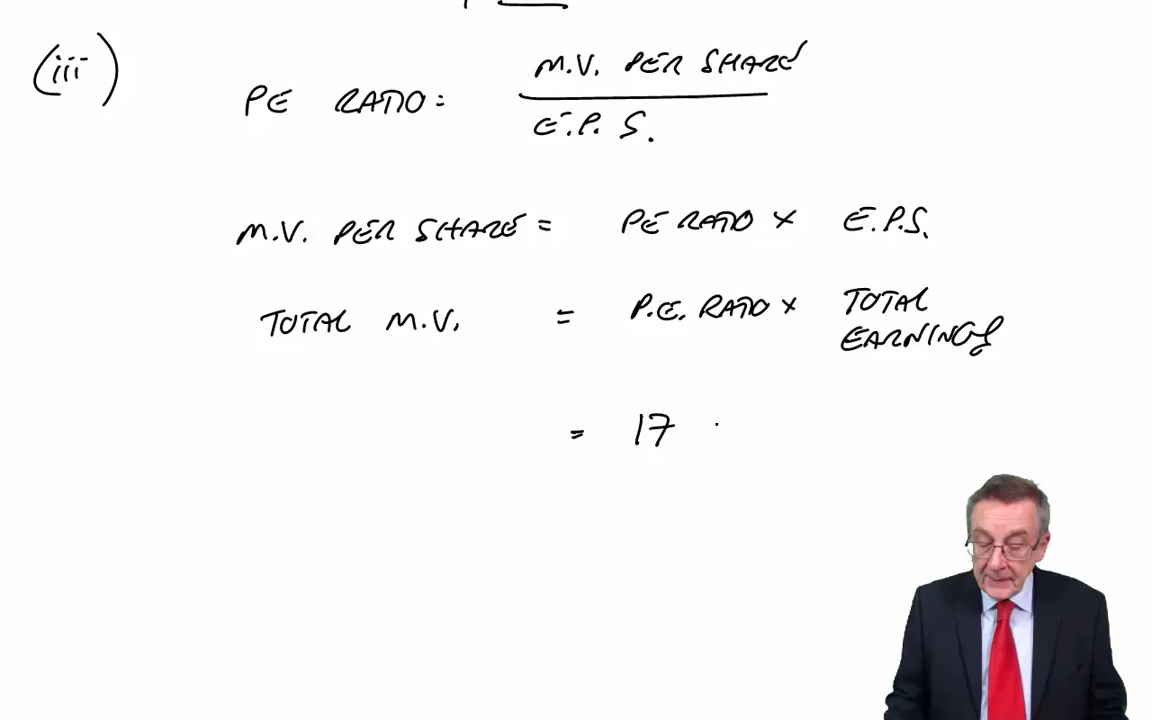 (iii)
PE RATIO = M.V. PER SHARE
E.P.S.
M.V. PER SHARE = PE RATIO × E.P.S.
TOTAL M.V. = P.E. RATIO × TOTAL
EARNINGS
= 17